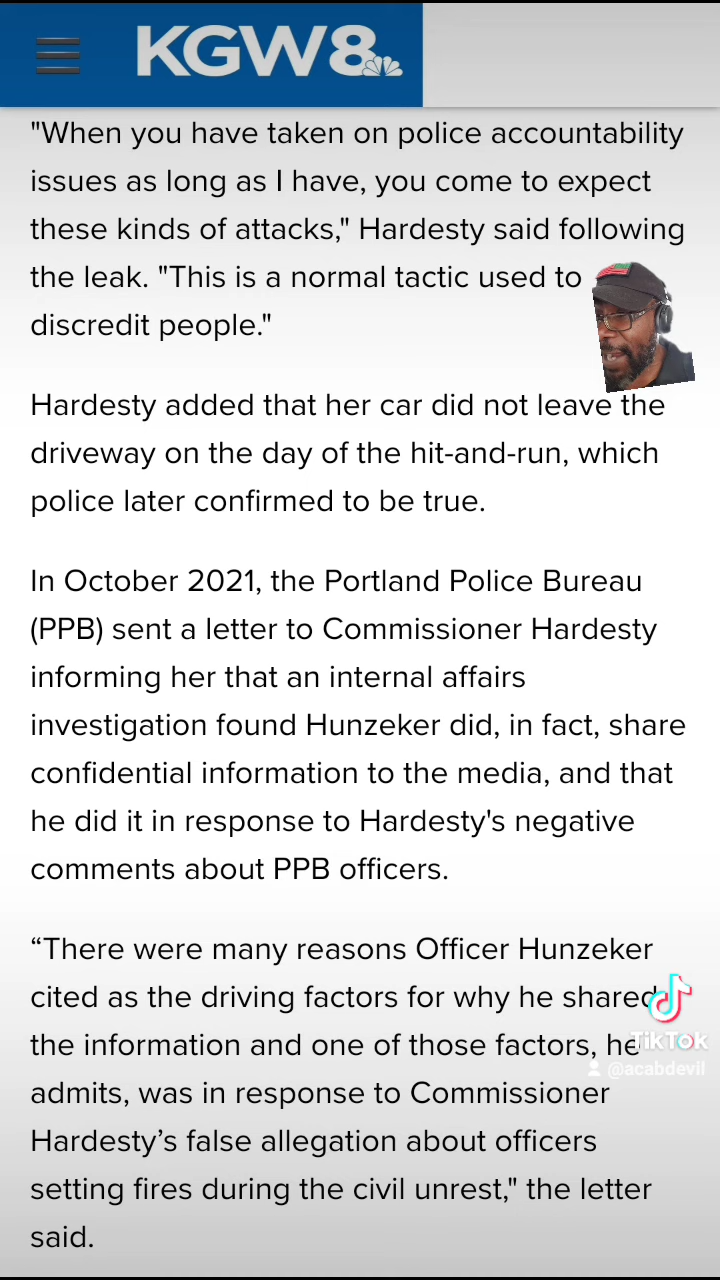 KGW8
"When you have taken on police accountability
issues as long as I have, you come to expect
these kinds of attacks," Hardesty said following
the leak. "This is a normal tactic used to
discredit people."
Hardesty added that her car did not leave the
driveway on the day of the hit-and-run, which
police later confirmed to be true.
In October 2021, the Portland Police Bureau
(PPB) sent a letter to Commissioner Hardesty
informing her that an internal affairs
investigation found Hunzeker did, in fact, share
confidential information to the media, and that
he did it in response to Hardesty's negative
comments about PPB officers.
“There were many reasons Officer Hunzeker
cited as the driving factors for why he shared
the information and one of those factors, he
TikTok
@acabdevil
admits, was in response to Commissioner
Hardesty’s false allegation about officers
setting fires during the civil unrest," the letter
said.